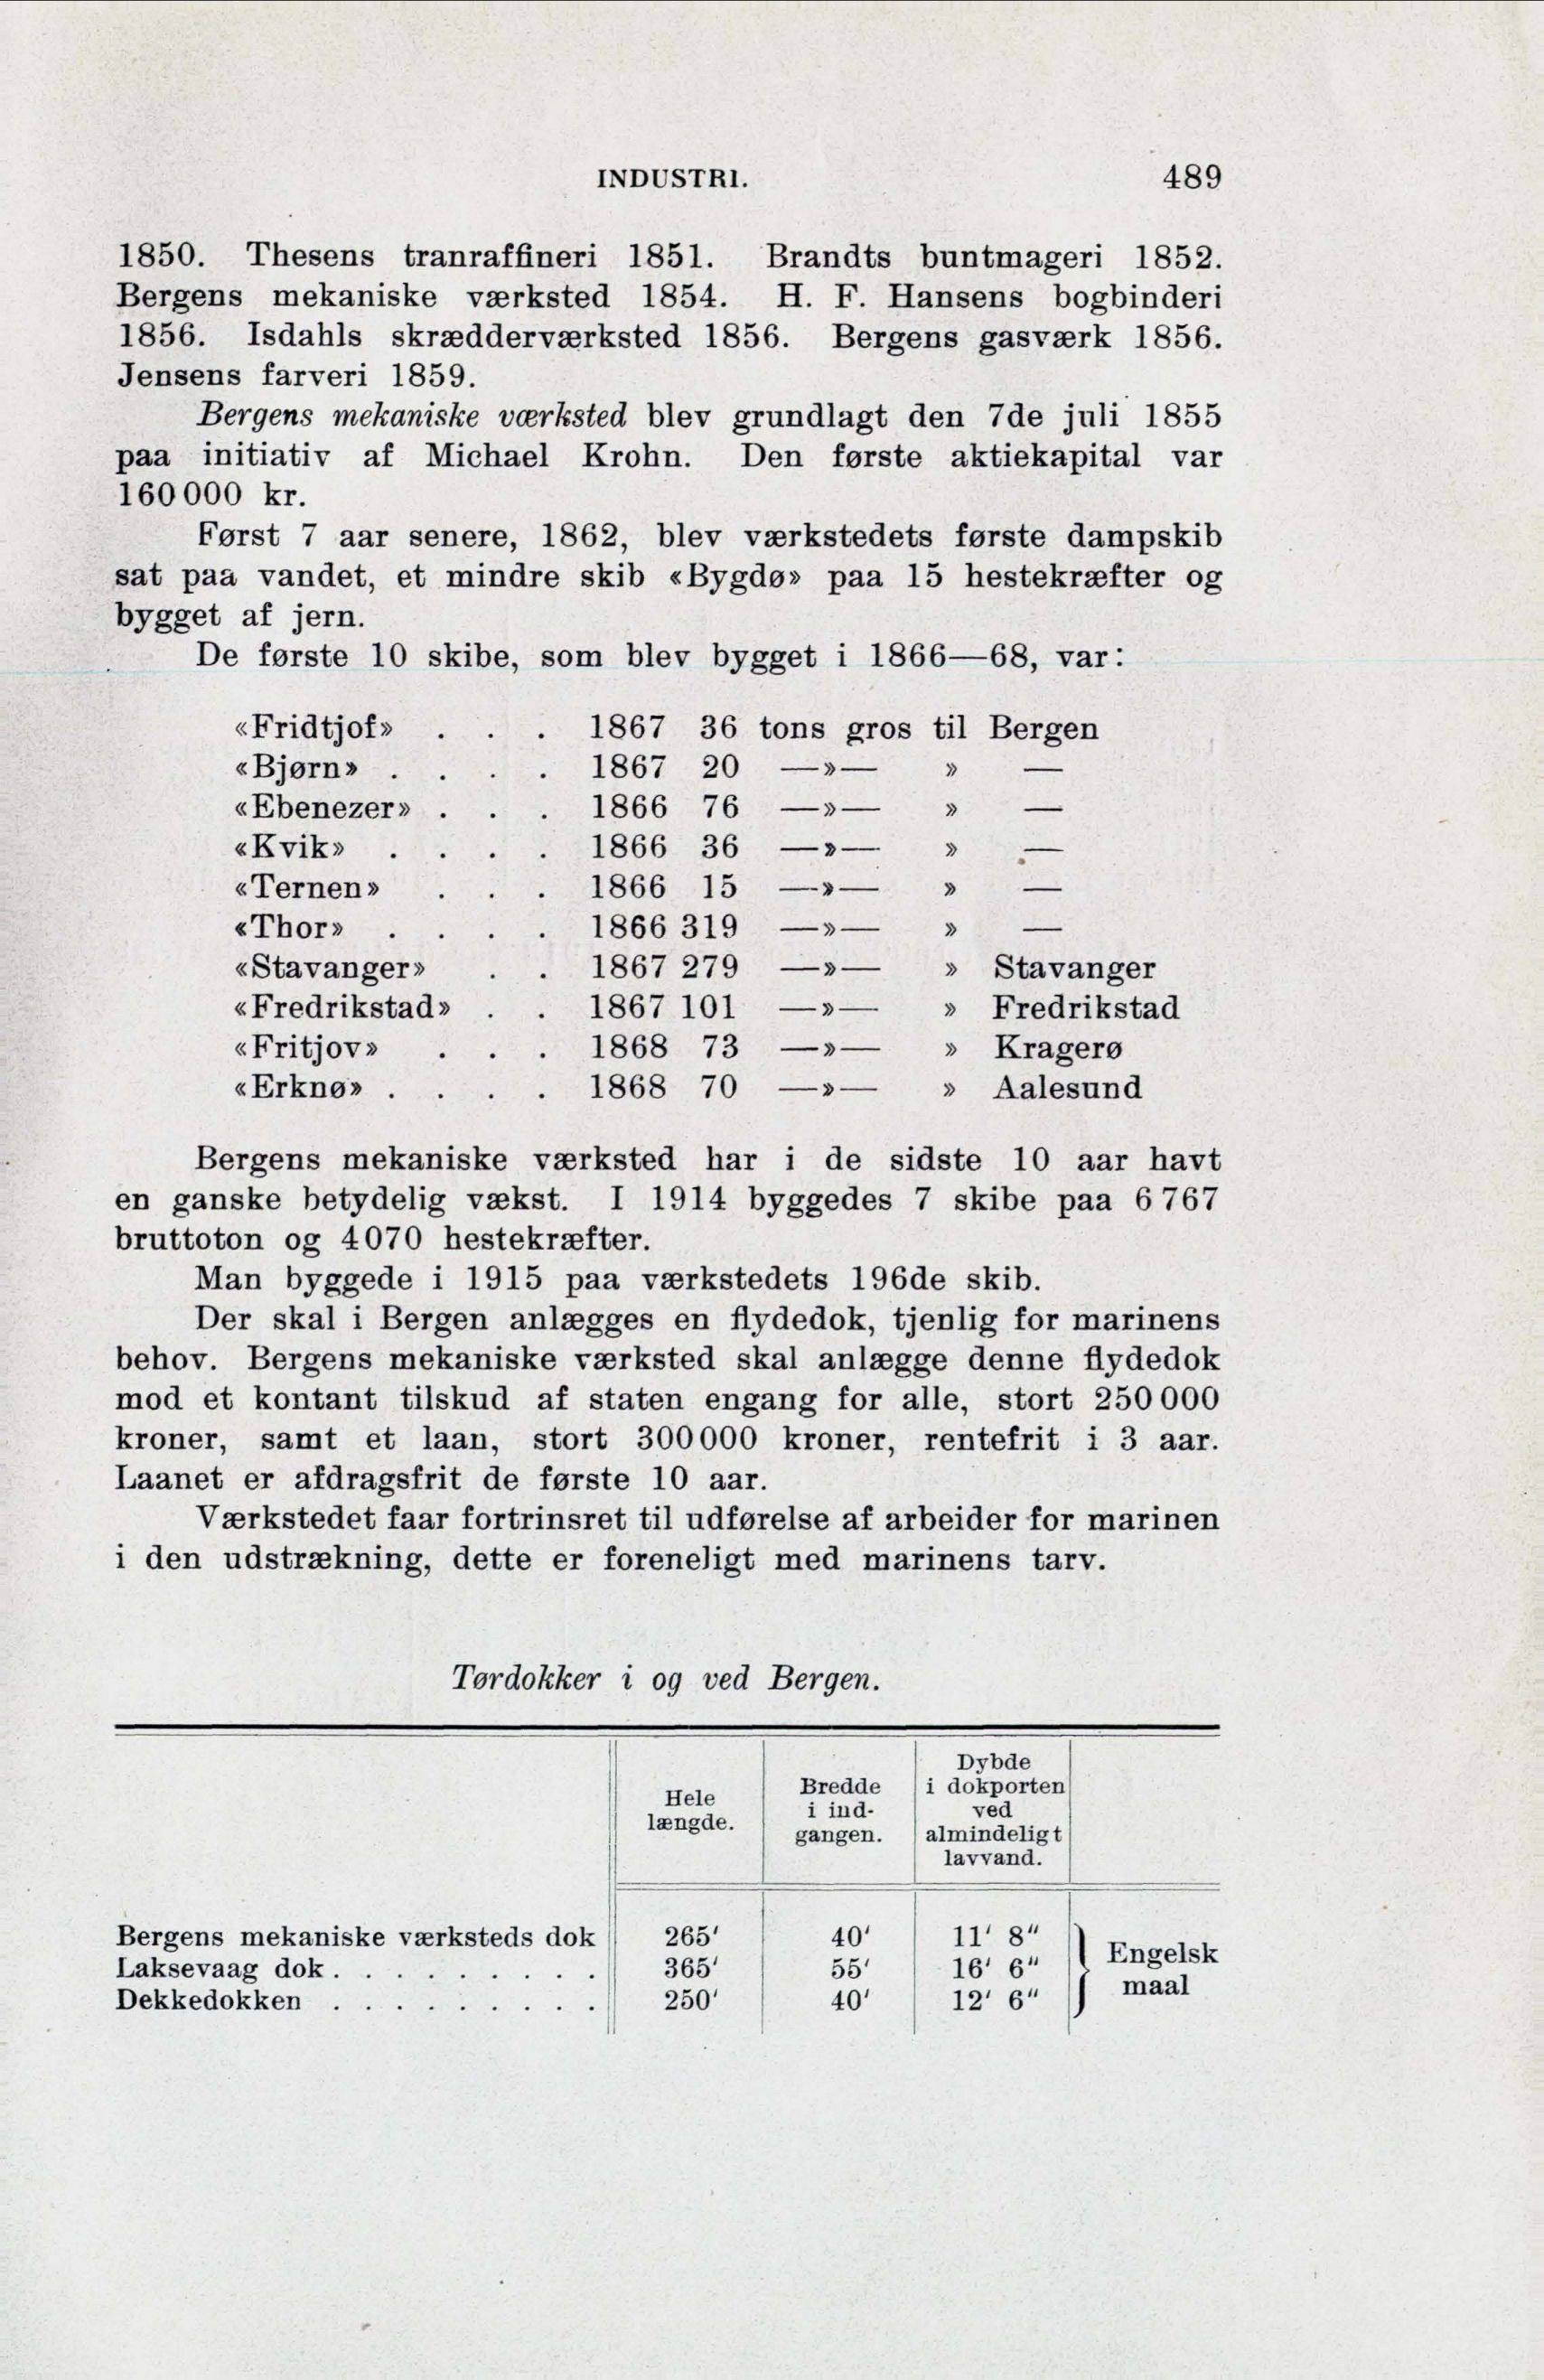 INDUSTRI. 489
1850. Thesens tranraffineri 1851. Brandts buntmageri 1852.
Bergens mekaniske værksted 1854. H. F. Hansens bogbinderi
1856. Isdahls skrædderværksted 1856. Bergens gasværk 1856.
Jensens farveri 1859.
Bergens mekaniske værksted blev grundlagt den 7de juli 1855
paa initiativ af Michael Krohn. Den første aktiekapital var
160 000 kr.
Først 7 aar senere, 1862, blev værkstedets første dampskib
sat paa vandet, et mindre skib «Bygdø» paa 15 hestekræfter og
bygget af jern.
De første 10 skibe, som blev bygget i 1866—68, var:
«Fridtjof» . . . 1867 36 tons gros til Bergen
«Bjørn» . . . . 1867 20 —»— » —
«Ebenezer» . . . 1866 76 —»— » —
«Kvik» . . . . 1866 36 —»— » —
«Ternen» . . . 1866 15 —»— » —
«Thor» . . . . 1866 319 —»— » —
«Stavanger» . . 1867 279 —»— » Stavanger
«Fredrikstad» . . 1867 101 —»— » Fredrikstad
«Fritjov» . . . 1868 73 —»— » Kragerø
«Erknø» . . . . 1868 70 —»— » Aalesund
Bergens mekaniske værksted har i de sidste 10 aar havt
en ganske betydelig vækst. I 1914 byggedes 7 skibe paa 6 767
bruttoton og 4070 hestekræfter.
Man byggede i 1915 paa værkstedets 196de skib.
Der skal i Bergen anlægges en flydedok, tjenlig for marinens
behov. Bergens mekaniske værksted skal anlægge denne flydedok
mod et kontant tilskud af staten engang for alle, stort 250 000
kroner, samt et laan, stort 300 000 kroner, rentefrit i 3 aar.
Laanet er afdragsfrit de første 10 aar.
Værkstedet faar fortrinsret til udførelse af arbeider for marinen
i den udstrækning, dette er foreneligt med marinens tarv.
Tørdokker i og ved Bergen.
Hele
længde.
Bredde
i ind-
gangen.
Dybde
i dokporten
ved
almindeligt
lavvand.
Bergens mekaniske værksteds dok 265' 40' 11' 8"
Laksevaag dok . . . . . . . . . 365' 55' 16' 6"
Dekkedokken . . . . . . . . . 250' 40' 12' 6"
Engelsk
maal